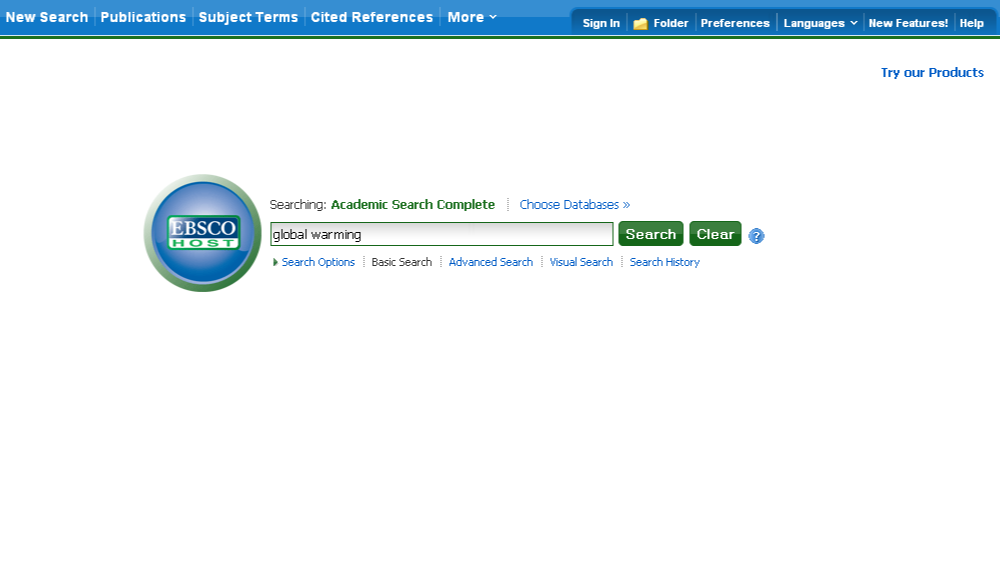 New Search Publications Subject Terms Cited References More
Sign In Folder Preferences Languages New Features! Help
Try our Products
EBSCO
HOST
Searching: Academic Search Complete Choose Databases »
global warming Search Clear ?
Search Options Basic Search Advanced Search Visual Search Search History